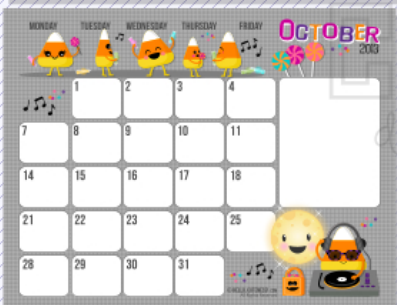 MONDAY TUESDAY WEDNESDAY THURSDAY FRIDAY
OCTOBER
2013
1 2 3 4
7 8 9 10 11
14 15 16 17 18
21 22 23 24 25
28 29 30 31